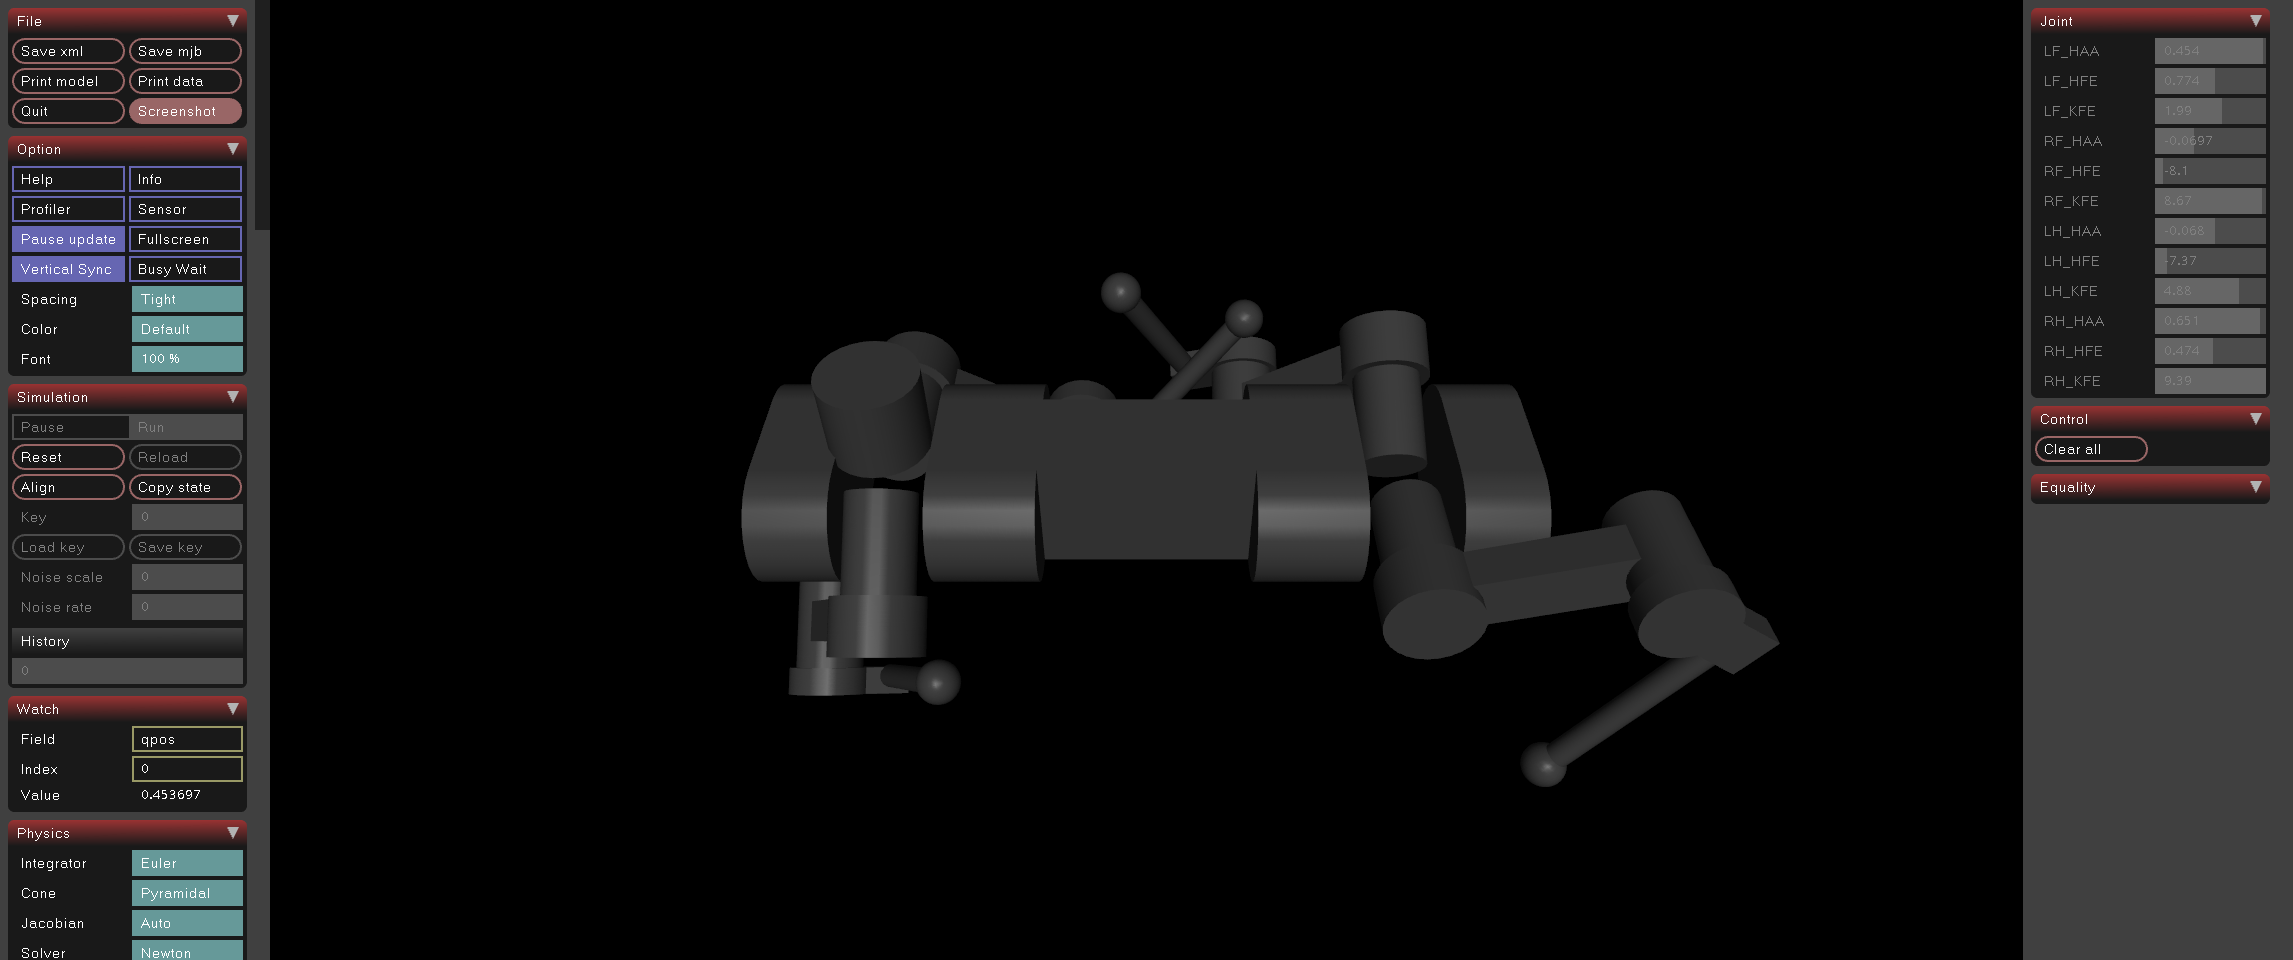 File
Save xml Save mjb
Print model Print data
Quit Screenshot
Option
Help Info
Profiler Sensor
Pause update Fullscreen
Vertical Sync Busy Wait
Spacing Tight
Color Default
Font 100 %
Simulation
Pause Run
Reset Reload
Align Copy state
Key 0
Load key Save key
Noise scale 0
Noise rate 0
History
0
Watch
Field qpos
Index 0
Value 0.453697
Physics
Integrator Euler
Cone Pyramidal
Jacobian Auto
Solver Newton
Joint
LF_HAA 0.454
LF_HFE 0.774
LF_KFE 1.99
RF_HAA -0.0697
RF_HFE -8.1
RF_KFE 8.67
LH_HAA -0.068
LH_HFE -7.37
LH_KFE 4.88
RH_HAA 0.651
RH_HFE 0.474
RH_KFE 9.39
Control
Clear all
Equality